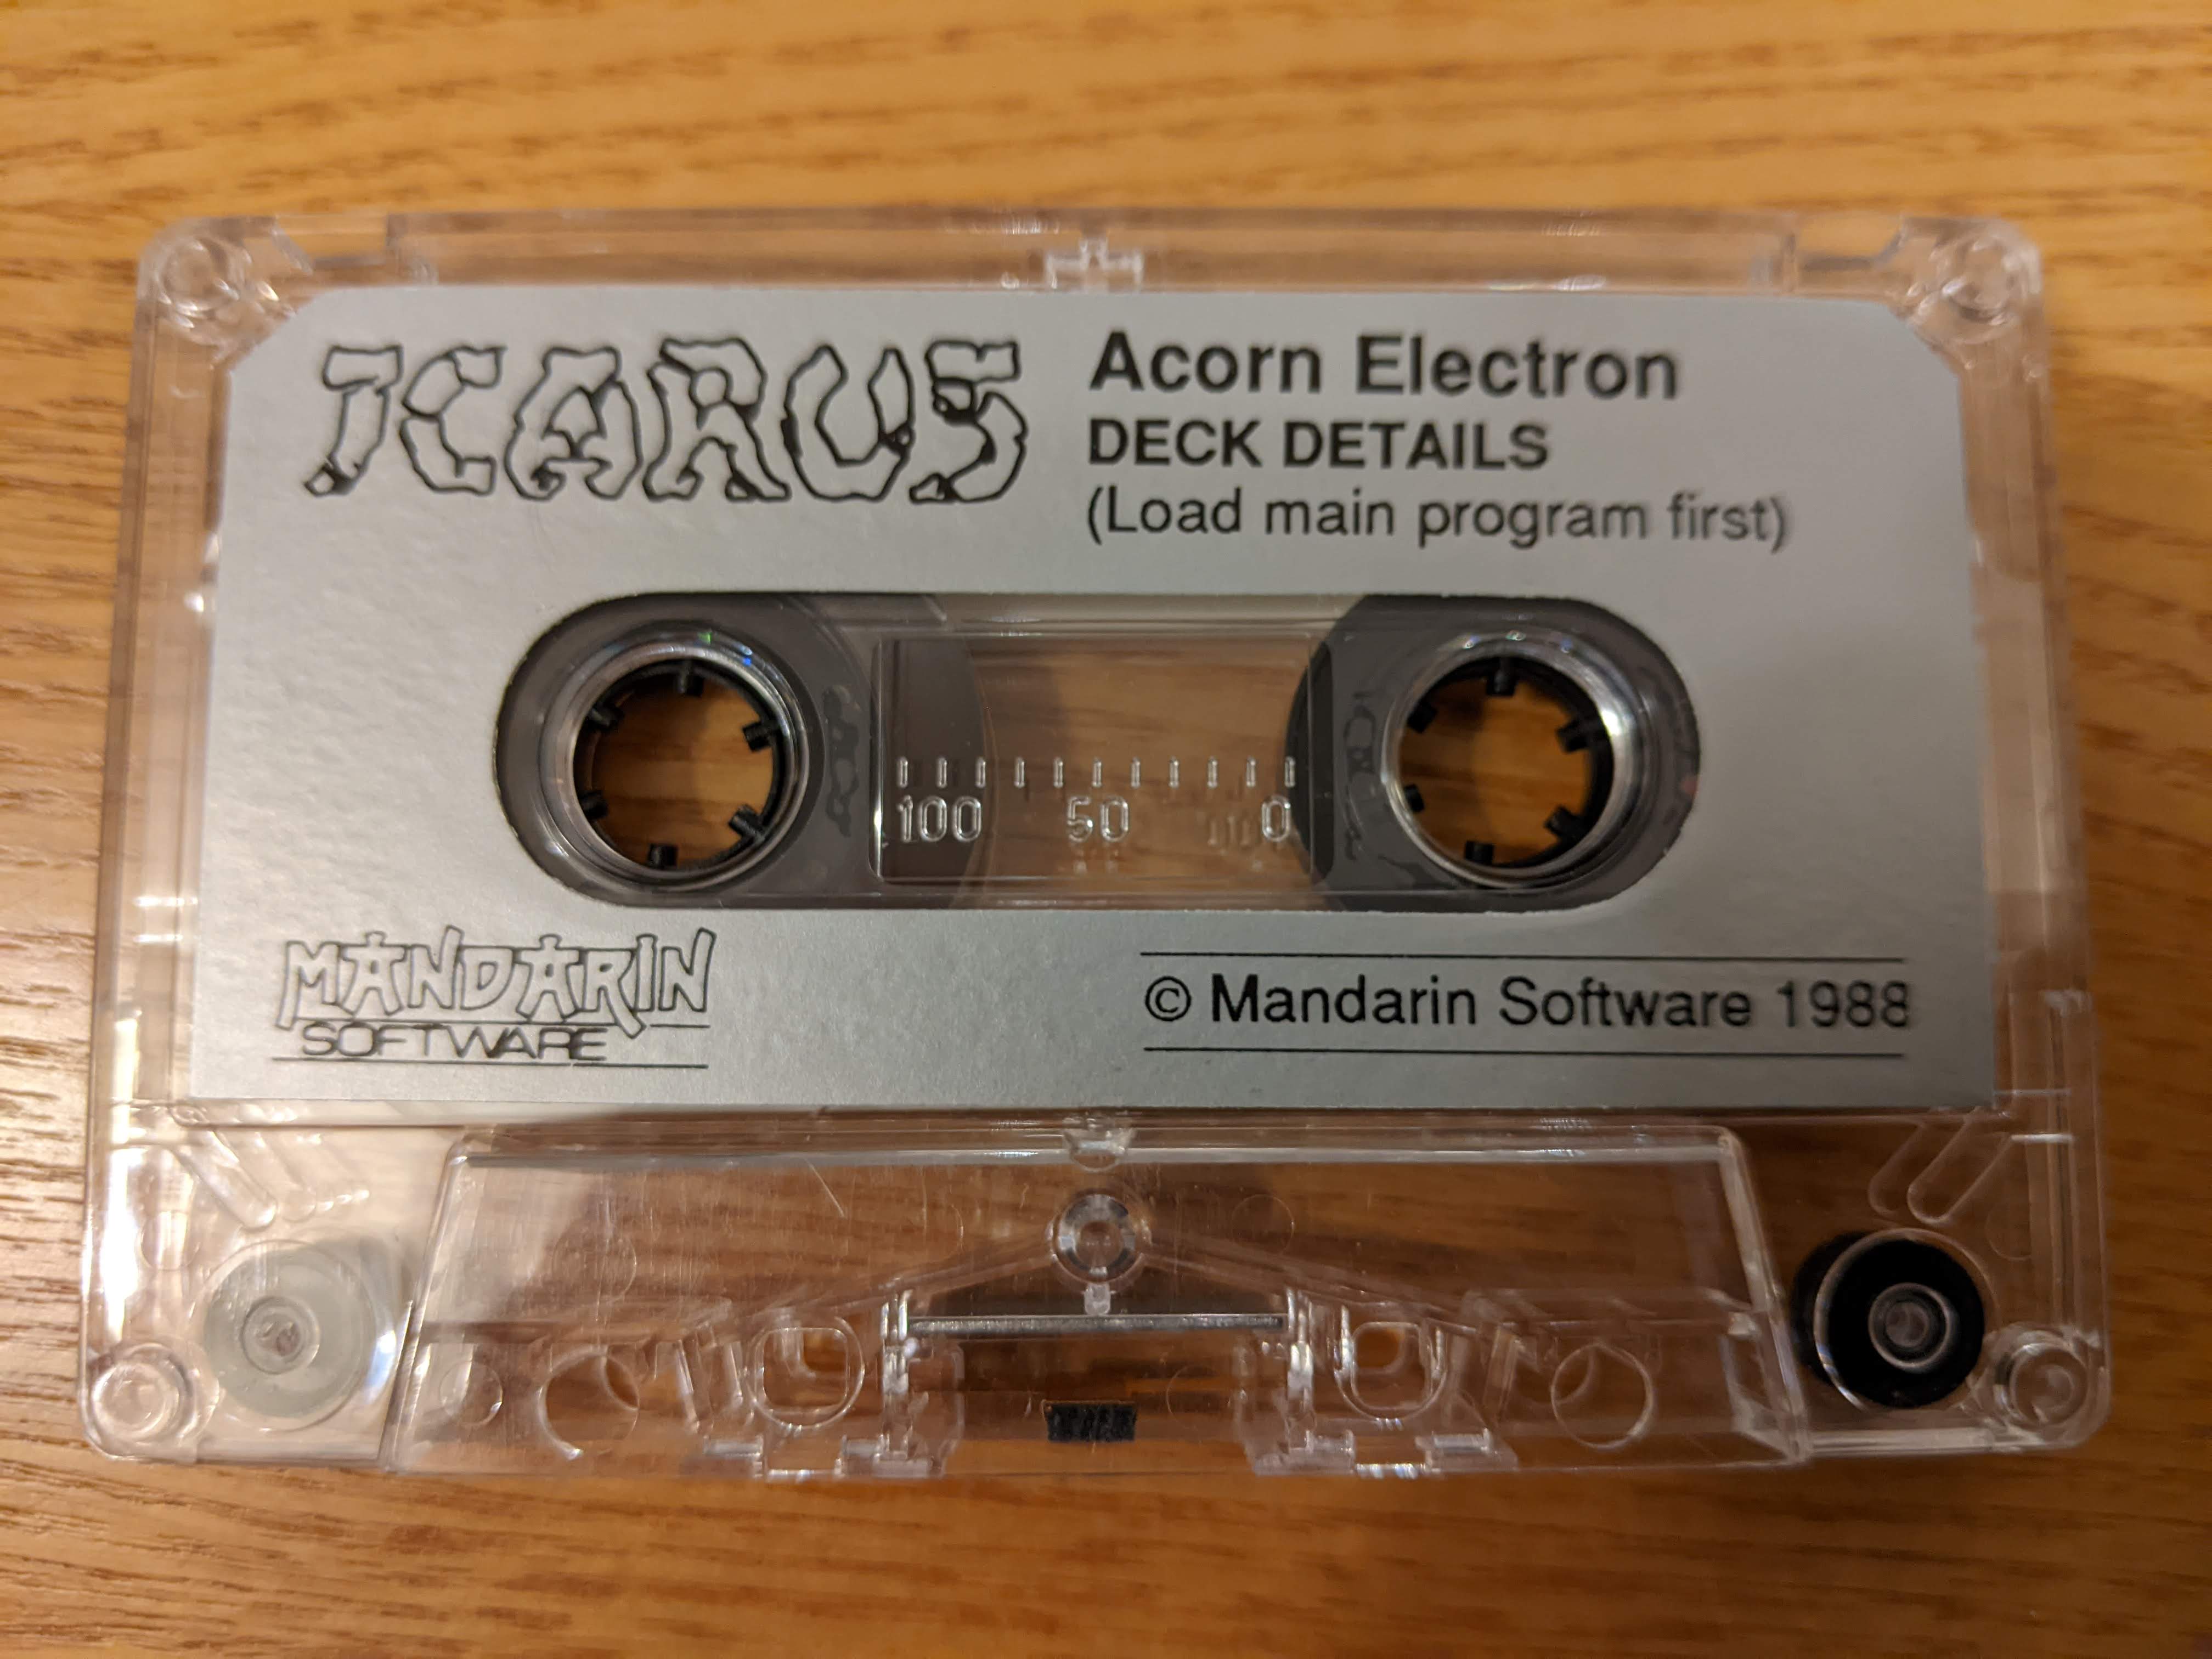 ICARUS
Acorn Electron
DECK DETAILS
(Load main program first)
100 50 0
MANDARIN
SOFTWARE
© Mandarin Software 1988